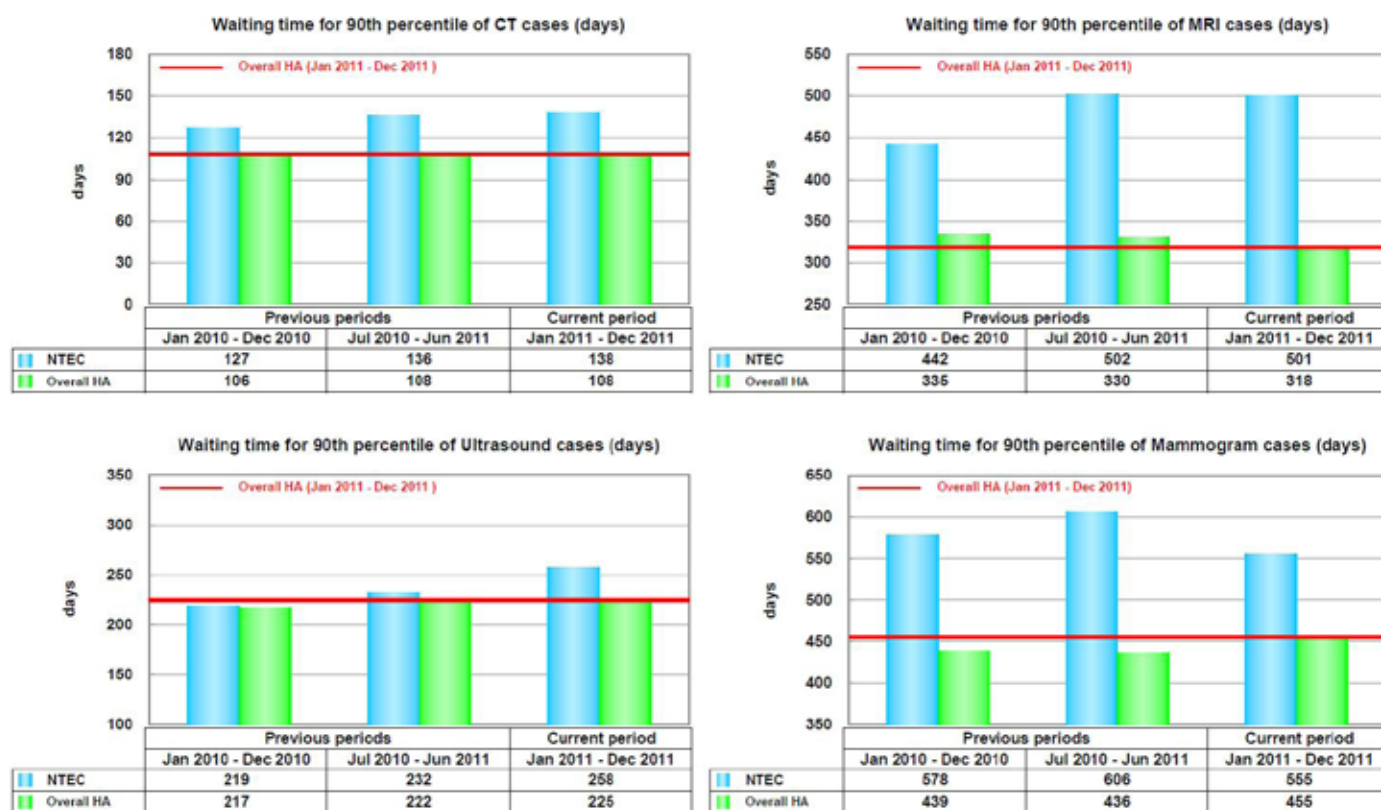 Waiting time for 90th percentile of CT cases (days)
180
Overall HA (Jan 2011 - Dec 2011 )
150
120
90
60
30
0
days
Previous periods Current period
Jan 2010 - Dec 2010 Jul 2010 - Jun 2011 Jan 2011 - Dec 2011
NTEC 127 136 138
Overall HA 106 108 108
Waiting time for 90th percentile of MRI cases (days)
550
Overall HA (Jan 2011 - Dec 2011)
500
450
400
350
300
250
days
Previous periods Current period
Jan 2010 - Dec 2010 Jul 2010 - Jun 2011 Jan 2011 - Dec 2011
NTEC 442 502 501
Overall HA 335 330 318
Waiting time for 90th percentile of Ultrasound cases (days)
350
Overall HA (Jan 2011 - Dec 2011 )
300
250
200
150
100
days
Previous periods Current period
Jan 2010 - Dec 2010 Jul 2010 - Jun 2011 Jan 2011 - Dec 2011
NTEC 219 232 258
Overall HA 217 222 225
Waiting time for 90th percentile of Mammogram cases (days)
650
Overall HA (Jan 2011 - Dec 2011)
600
550
500
450
400
350
days
Previous periods Current period
Jan 2010 - Dec 2010 Jul 2010 - Jun 2011 Jan 2011 - Dec 2011
NTEC 578 606 555
Overall HA 439 436 455